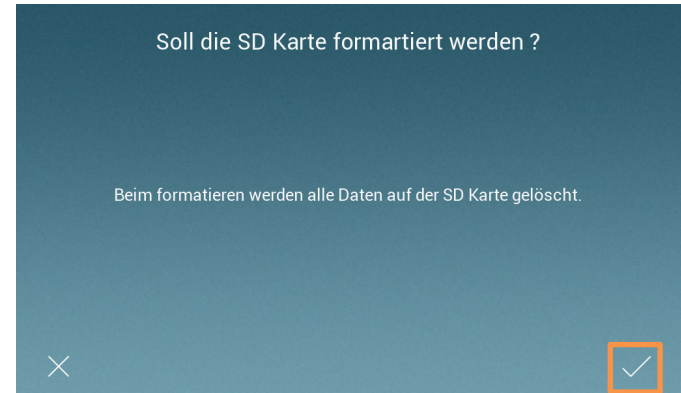 Soll die SD Karte formartiert werden ?
Beim formatieren werden alle Daten auf der SD Karte gelöscht.